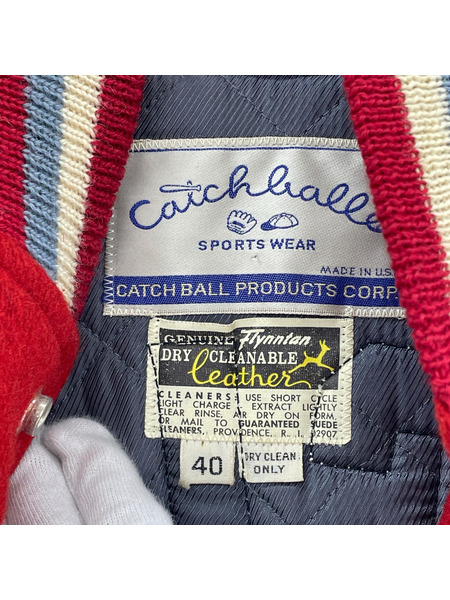 Catchballs
SPORTS WEAR
MADE IN U.S
CATCH BALL PRODUCTS CORP.
GENUINE Flynntan
DRY CLEANABLE
leather
CLEANERS: USE SHORT CYCLE
LIGHT CHARGE EXTRACT LIGHTLY
CLEAR RINSE, AIR DRY ON FORM.
OR MAIL TO GUARANTEED SUEDE
CLEANERS, PROVIDENCE, R. I. 02907.
40
DRY CLEAN
ONLY